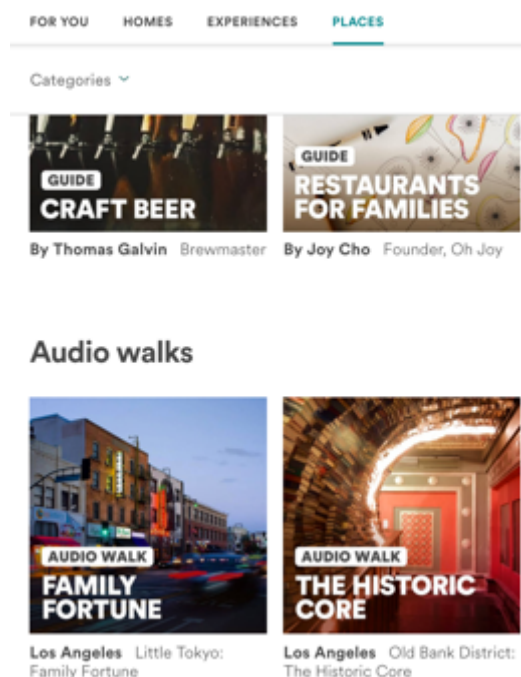 FOR YOU HOMES EXPERIENCES PLACES
Categories
GUIDE
CRAFT BEER
By Thomas Galvin Brewmaster
GUIDE
RESTAURANTS
FOR FAMILIES
By Joy Cho Founder, Oh Joy
Audio walks
AUDIO WALK
FAMILY
FORTUNE
Los Angeles Little Tokyo:
Family Fortune
AUDIO WALK
THE HISTORIC
CORE
Los Angeles Old Bank District:
The Historic Core